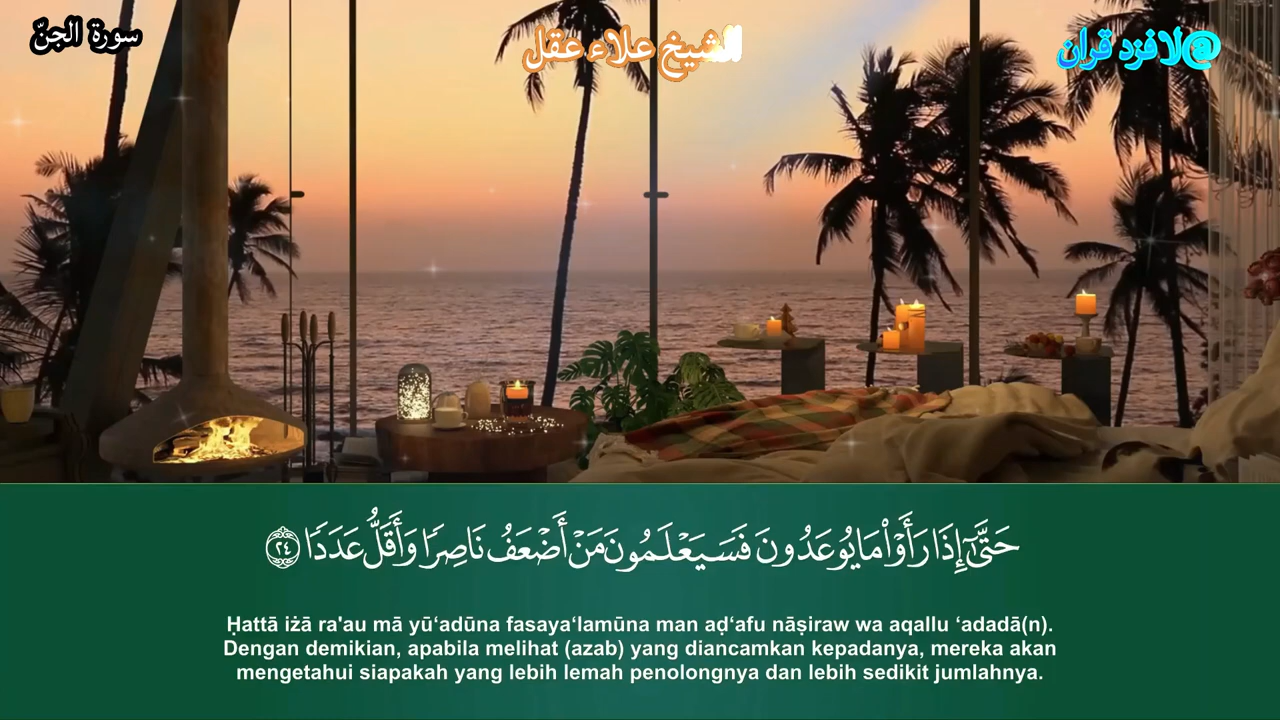 سورة الجنّ
الشيخ علاء عقل
@لافزد قران
حَتَّىٰٓ إِذَا رَأَوْا۟ مَا يُوعَدُونَ فَسَيَعْلَمُونَ مَنْ أَضْعَفُ نَاصِرًا وَأَقَلُّ عَدَدًا ٢٤
Ḥattā iżā ra'au mā yū‘adūna fasaya‘lamūna man aḍ‘afu nāṣiraw wa aqallu ‘adadā(n).
Dengan demikian, apabila melihat (azab) yang diancamkan kepadanya, mereka akan
mengetahui siapakah yang lebih lemah penolongnya dan lebih sedikit jumlahnya.